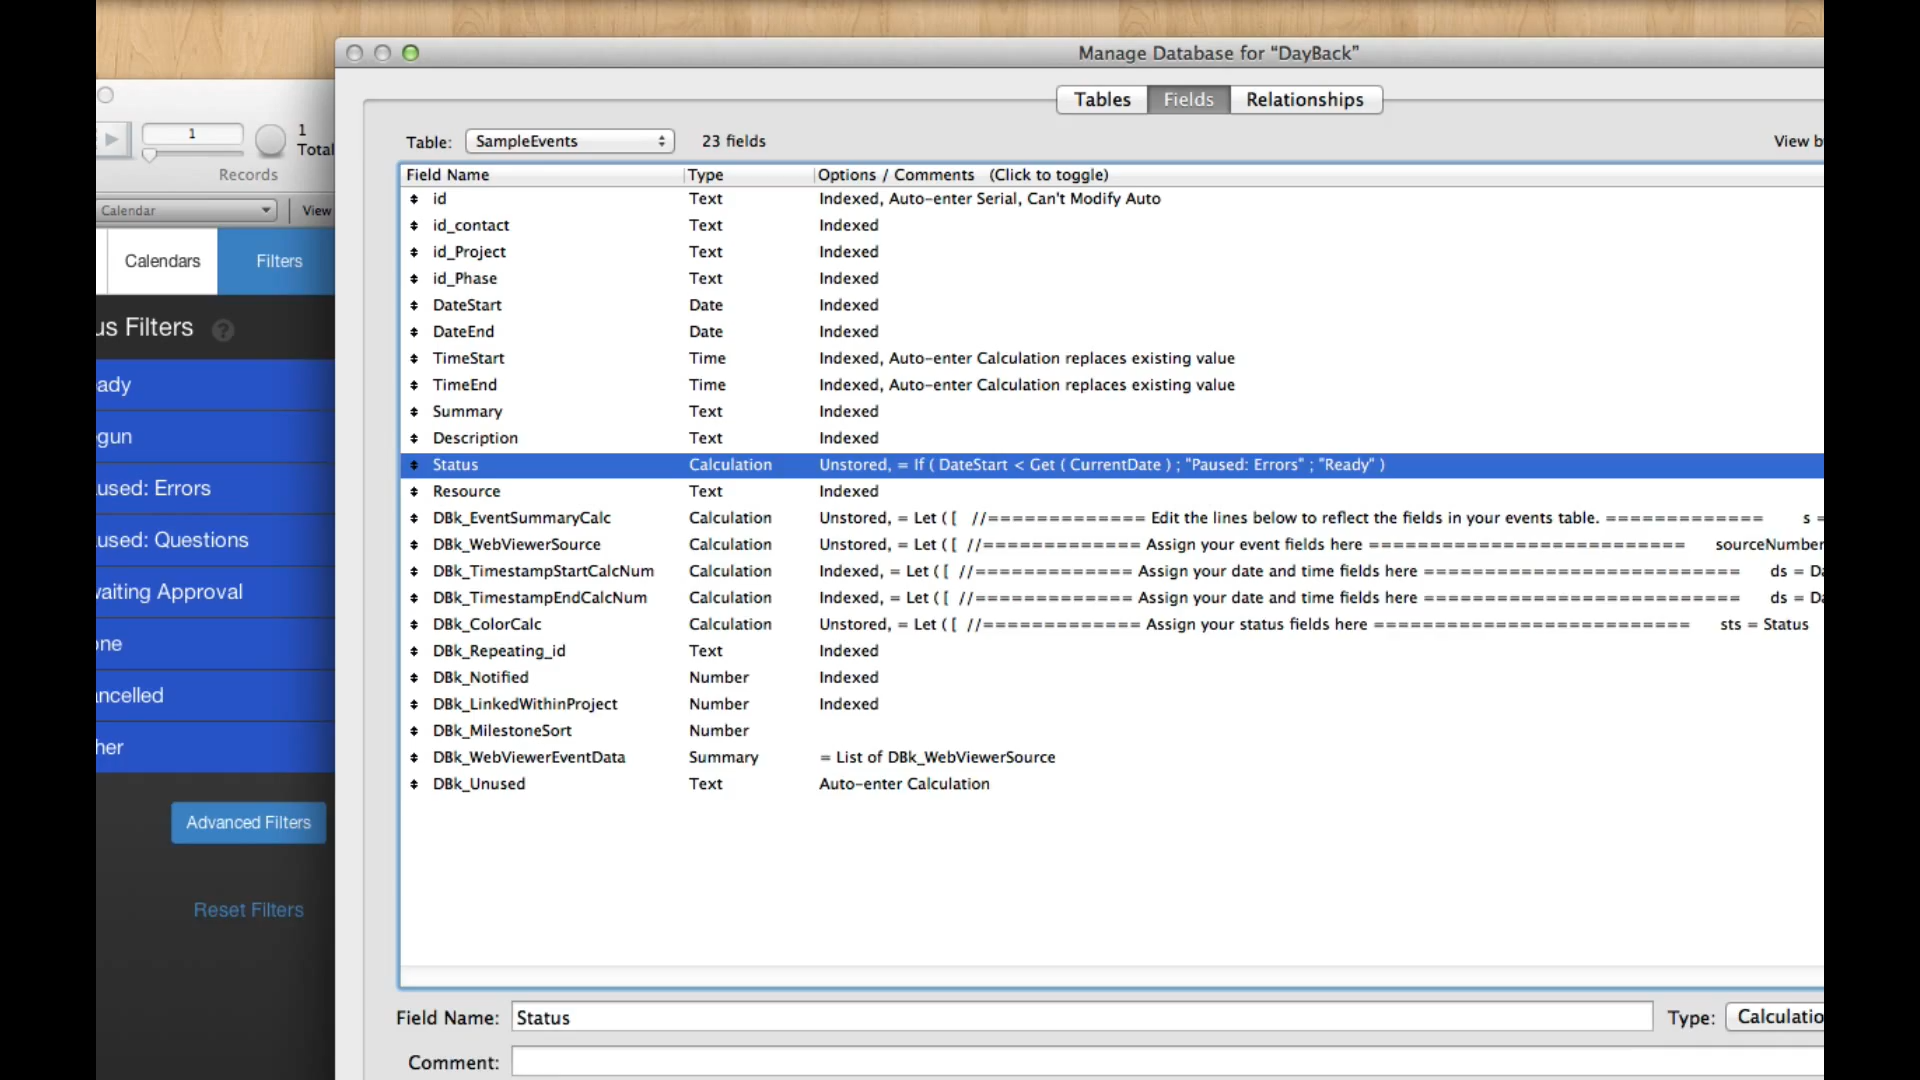 Manage Database for “DayBack”
Tables Fields Relationships
1
1
Total
Records
Calendar
View
Calendars
Filters
us Filters ?
ady
gun
used: Errors
used: Questions
vaiting Approval
one
ancelled
her
Advanced Filters
Reset Filters
Table: SampleEvents 23 fields View b
Field Name Type Options / Comments (Click to toggle)
id Text Indexed, Auto-enter Serial, Can't Modify Auto
id_contact Text Indexed
id_Project Text Indexed
id_Phase Text Indexed
DateStart Date Indexed
DateEnd Date Indexed
TimeStart Time Indexed, Auto-enter Calculation replaces existing value
TimeEnd Time Indexed, Auto-enter Calculation replaces existing value
Summary Text Indexed
Description Text Indexed
Status Calculation Unstored, = If ( DateStart < Get ( CurrentDate ) ; "Paused: Errors" ; "Ready" )
Resource Text Indexed
DBk_EventSummaryCalc Calculation Unstored, = Let ( [ //============= Edit the lines below to reflect the fields in your events table. ============= s =
DBk_WebViewerSource Calculation Unstored, = Let ( [ //============= Assign your event fields here ========================== sourceNumber
DBk_TimestampStartCalcNum Calculation Indexed, = Let ( [ //============= Assign your date and time fields here ========================== ds = Da
DBk_TimestampEndCalcNum Calculation Indexed, = Let ( [ //============= Assign your date and time fields here ========================== ds = Da
DBk_ColorCalc Calculation Unstored, = Let ( [ //============= Assign your status fields here ========================== sts = Status
DBk_Repeating_id Text Indexed
DBk_Notified Number Indexed
DBk_LinkedWithinProject Number Indexed
DBk_MilestoneSort Number
DBk_WebViewerEventData Summary = List of DBk_WebViewerSource
DBk_Unused Text Auto-enter Calculation
Field Name: Status Type: Calculatio
Comment: